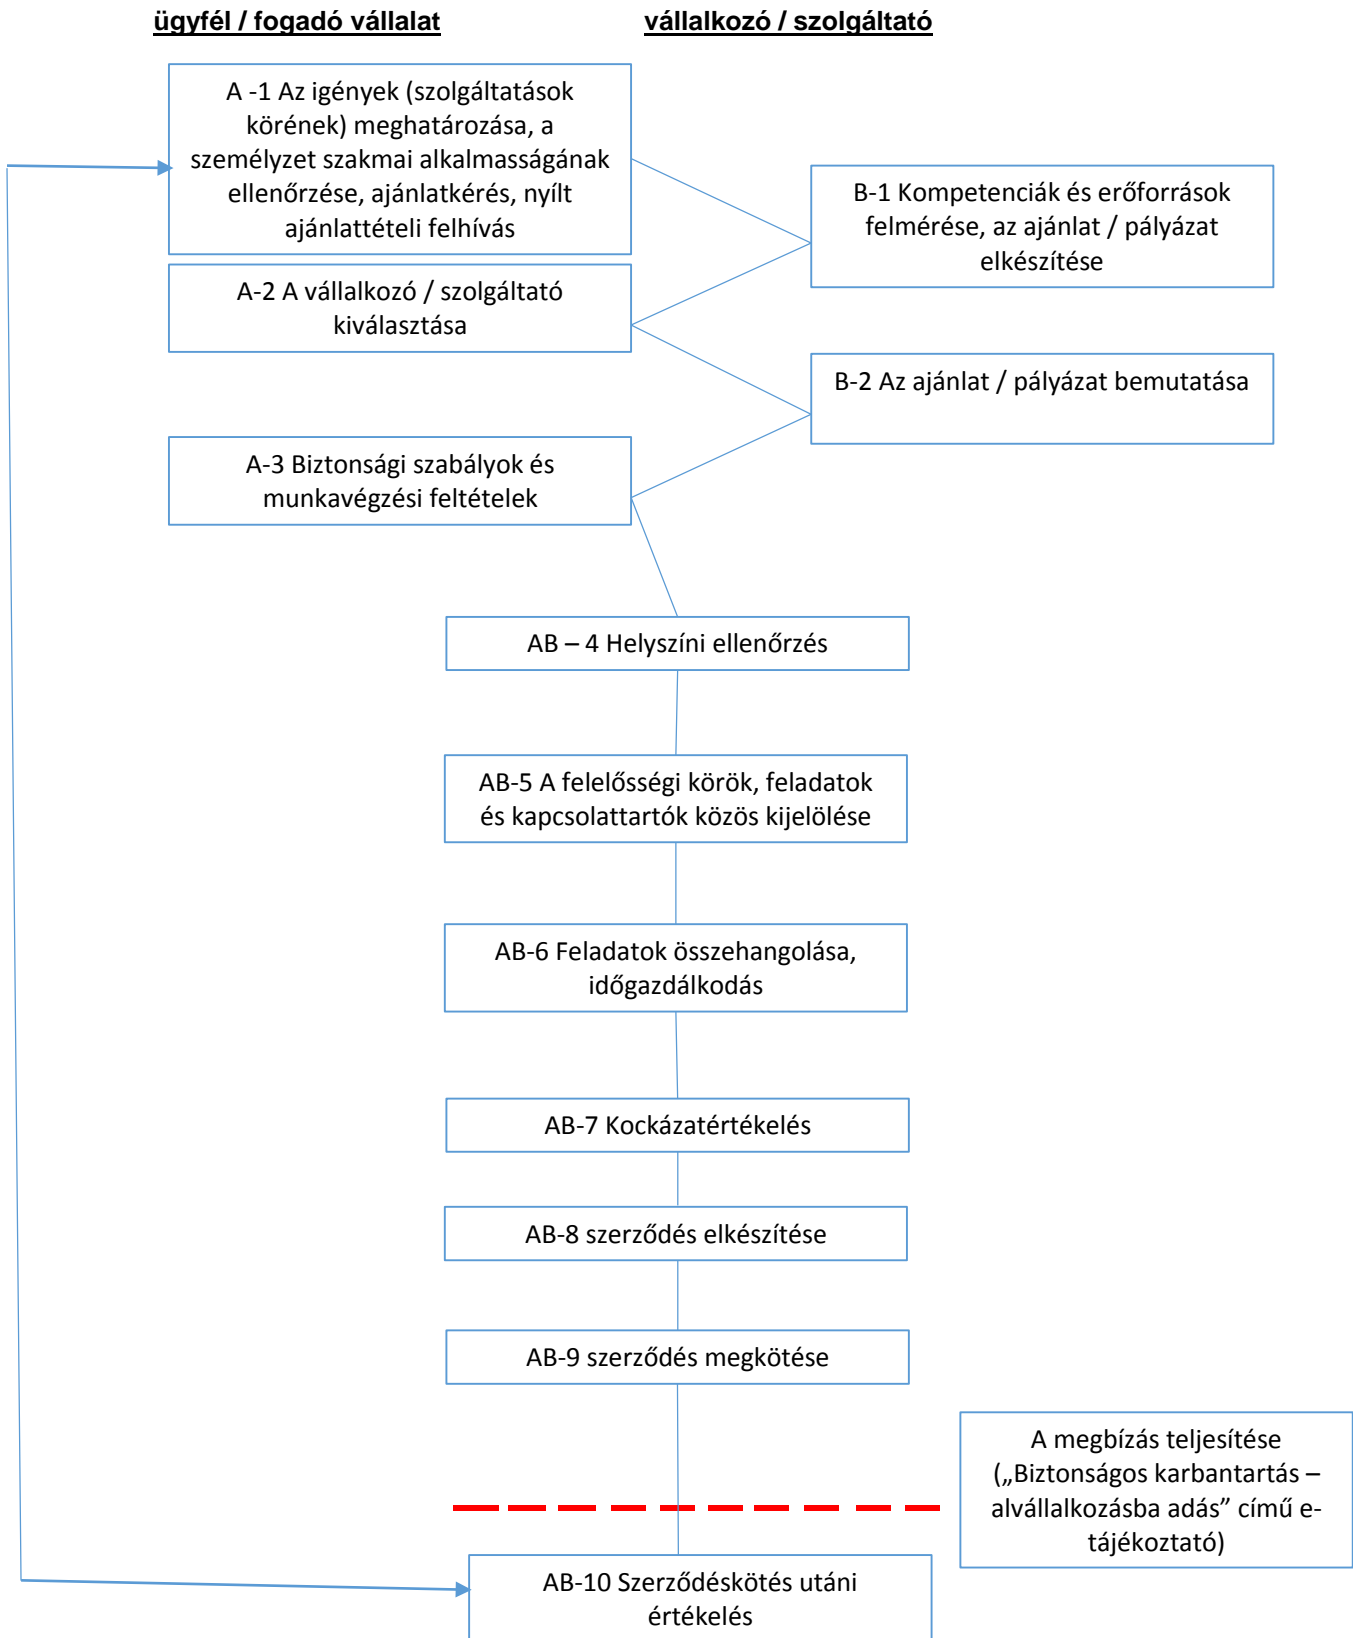 ügyfél / fogadó vállalat
vállalkozó / szolgáltató
A -1 Az igények (szolgáltatások
körének) meghatározása, a
személyzet szakmai alkalmasságának
ellenőrzése, ajánlatkérés, nyílt
ajánlattételi felhívás
B-1 Kompetenciák és erőforrások
felmérése, az ajánlat / pályázat
elkészítése
A-2 A vállalkozó / szolgáltató
kiválasztása
B-2 Az ajánlat / pályázat bemutatása
A-3 Biztonsági szabályok és
munkavégzési feltételek
AB – 4 Helyszíni ellenőrzés
AB-5 A felelősségi körök, feladatok
és kapcsolattartók közös kijelölése
AB-6 Feladatok összehangolása,
időgazdálkodás
AB-7 Kockázatértékelés
AB-8 szerződés elkészítése
AB-9 szerződés megkötése
A megbízás teljesítése
(„Biztonságos karbantartás –
alvállalkozásba adás” című e-
tájékoztató)
AB-10 Szerződéskötés utáni
értékelés